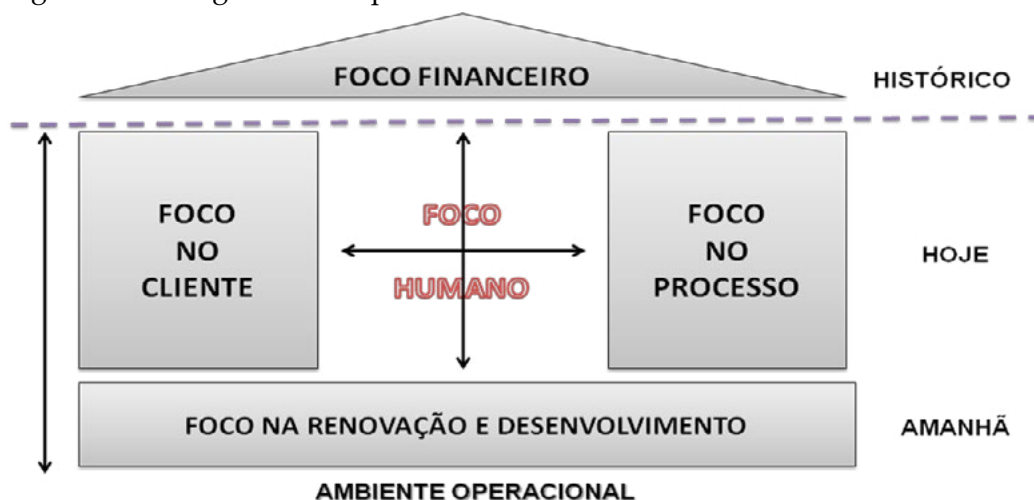 FOCO FINANCEIRO
HISTÓRICO
FOCO
NO
CLIENTE
FOCO
HUMANO
FOCO
NO
PROCESSO
HOJE
FOCO NA RENOVAÇÃO E DESENVOLVIMENTO
AMANHÃ
AMBIENTE OPERACIONAL